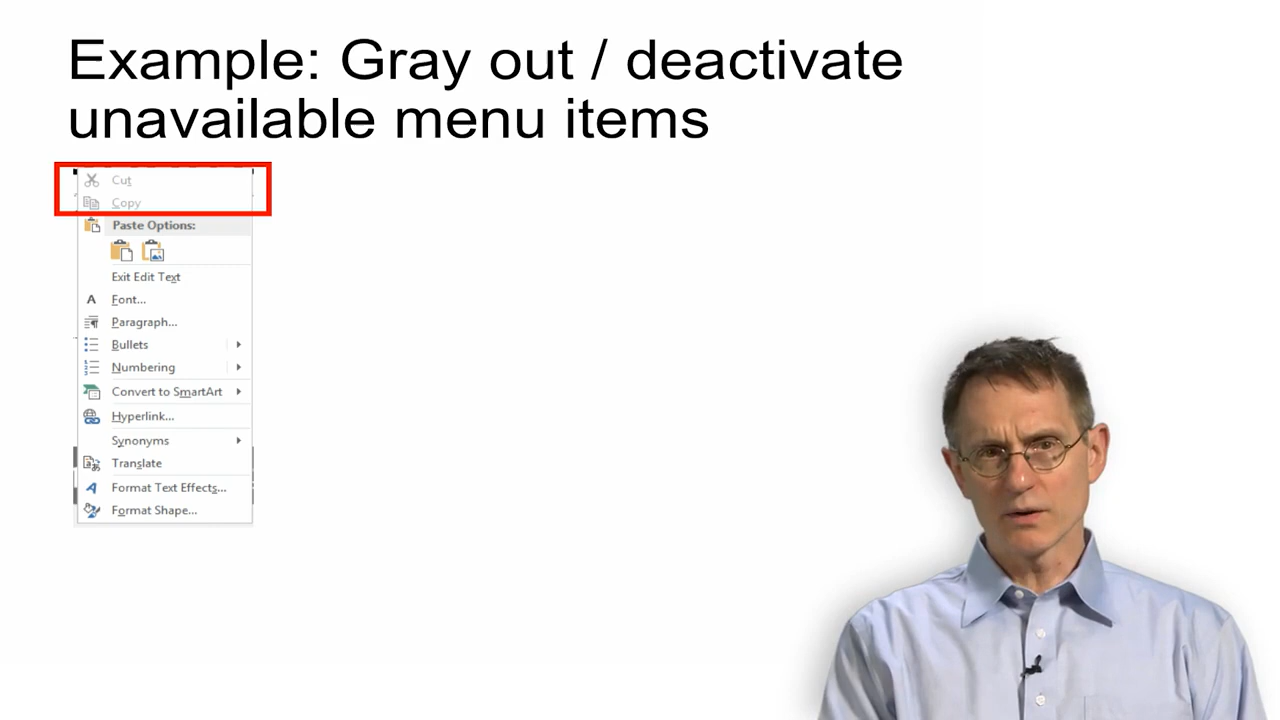 Example: Gray out / deactivate
unavailable menu items
Cut
Copy
Paste Options:
Exit Edit Text
Font...
Paragraph...
Bullets
Numbering
Convert to SmartArt
Hyperlink...
Synonyms
Translate
Format Text Effects...
Format Shape...